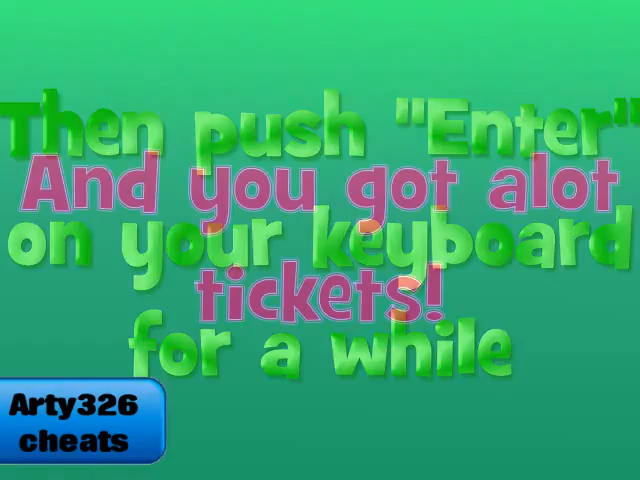 Then push "Enter"
And you got alot
on your keyboard
tickets!
for a while
Arty326
cheats